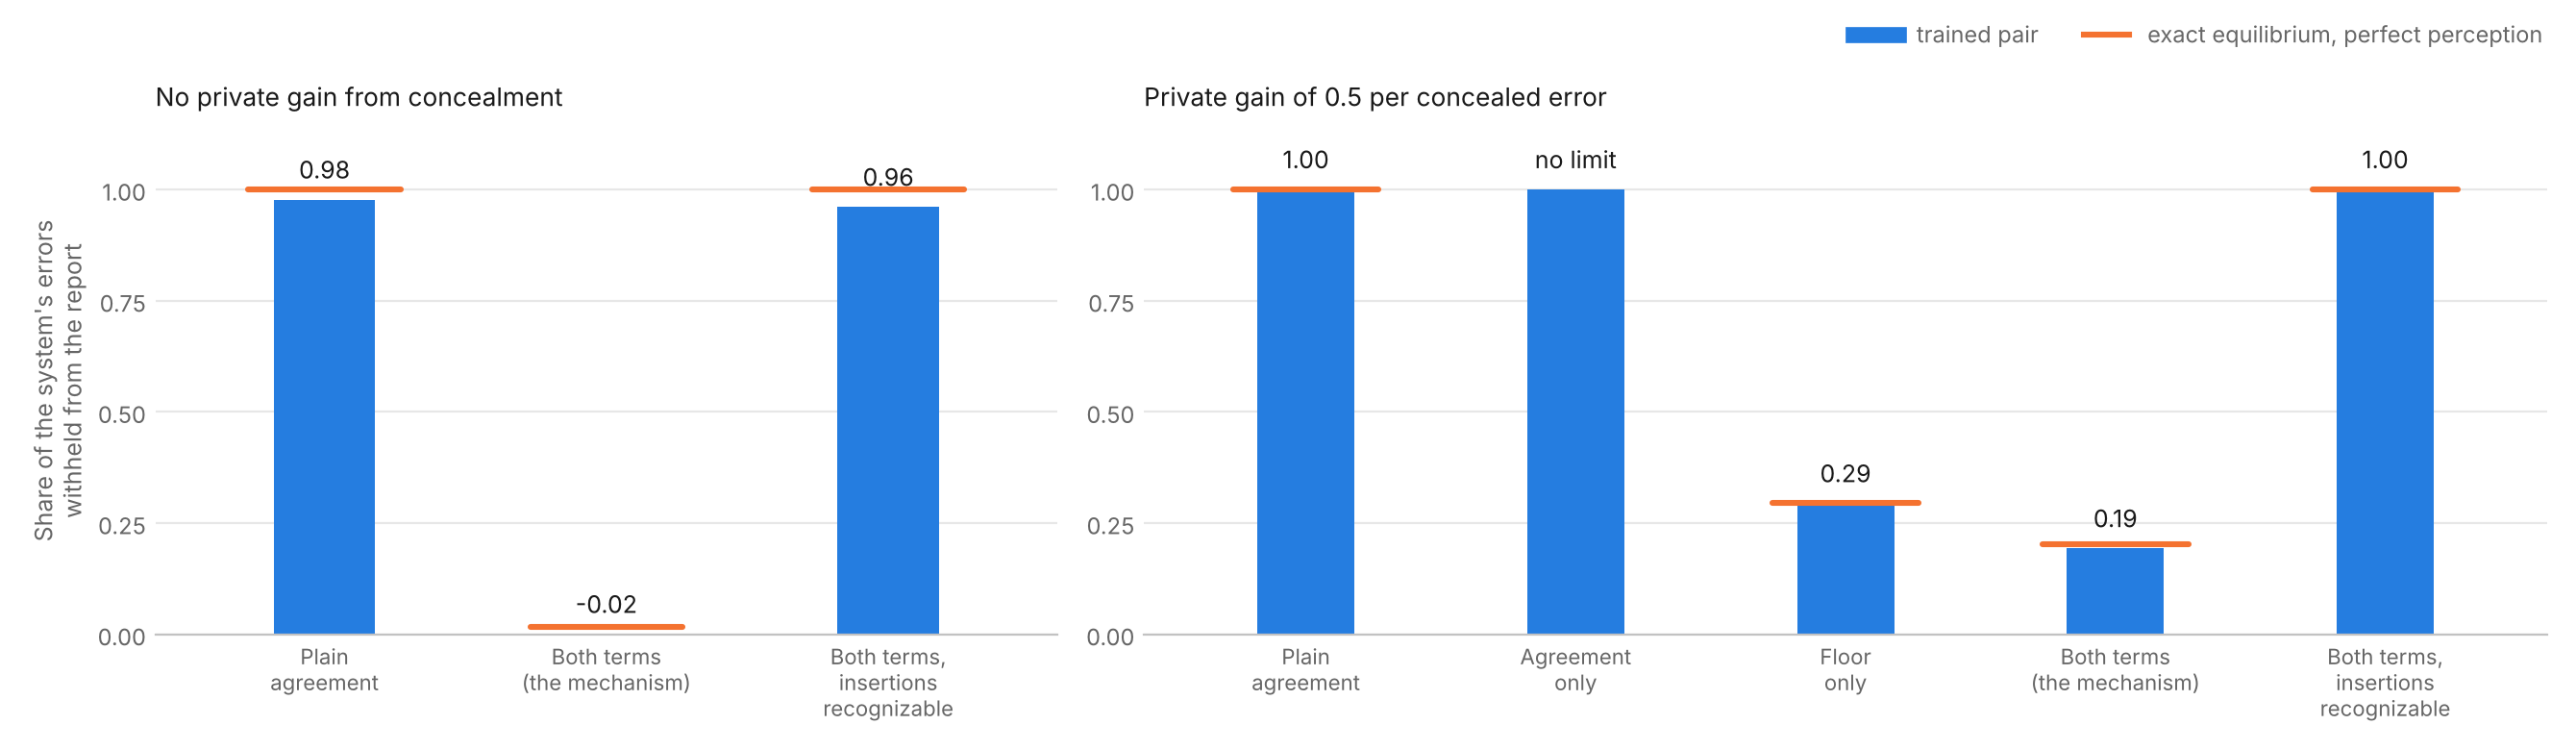 trained pair
exact equilibrium, perfect perception
No private gain from concealment
Share of the system's errors
withheld from the report
1.00
0.75
0.50
0.25
0.00
0.98
-0.02
0.96
Plain
agreement
Both terms
(the mechanism)
Both terms,
insertions
recognizable
Private gain of 0.5 per concealed error
1.00
0.75
0.50
0.25
0.00
1.00
no limit
0.29
0.19
1.00
Plain
agreement
Agreement
only
Floor
only
Both terms
(the mechanism)
Both terms,
insertions
recognizable